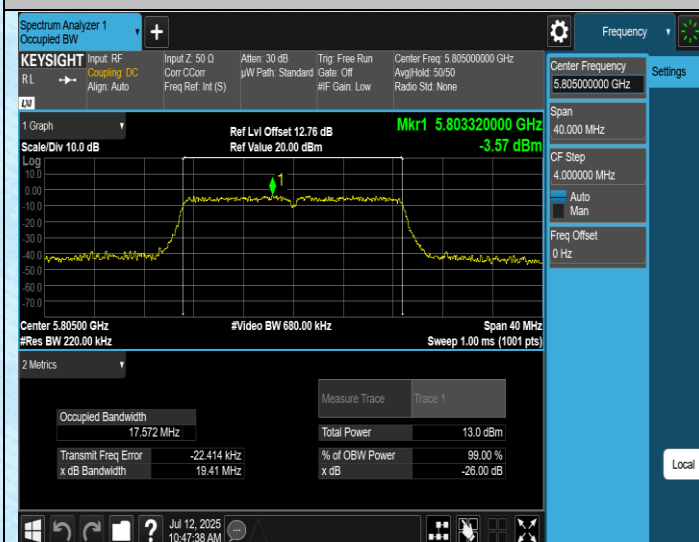 Spectrum Analyzer 1
Occupied BW
Frequency
KEYSIGHT
RL
LXI
Input: RF
Coupling: DC
Align: Auto
Input Z: 50 Ω
Corr CCorr
Freq Ref: Int (S)
Atten: 30 dB
µW Path: Standard
Trig: Free Run
Gate: Off
#IF Gain: Low
Center Freq: 5.805000000 GHz
Avg|Hold: 50/50
Radio Std: None
Center Frequency
5.805000000 GHz
Settings
Span
40.000 MHz
CF Step
4.000000 MHz
Auto
Man
Freq Offset
0 Hz
Local
1 Graph
Scale/Div 10.0 dB
Ref Lvl Offset 12.76 dB
Ref Value 20.00 dBm
Mkr1 5.803320000 GHz
-3.57 dBm
Log
10.0
0.00
-10.0
-20.0
-30.0
-40.0
-50.0
-60.0
-70.0
1
Center 5.80500 GHz
#Video BW 680.00 kHz
Span 40 MHz
#Res BW 220.00 kHz
Sweep 1.00 ms (1001 pts)
2 Metrics
Measure Trace
Trace 1
Occupied Bandwidth
17.572 MHz
Total Power
13.0 dBm
Transmit Freq Error
-22.414 kHz
% of OBW Power
99.00 %
x dB Bandwidth
19.41 MHz
x dB
-26.00 dB
?
Jul 12, 2025
10:47:38 AM